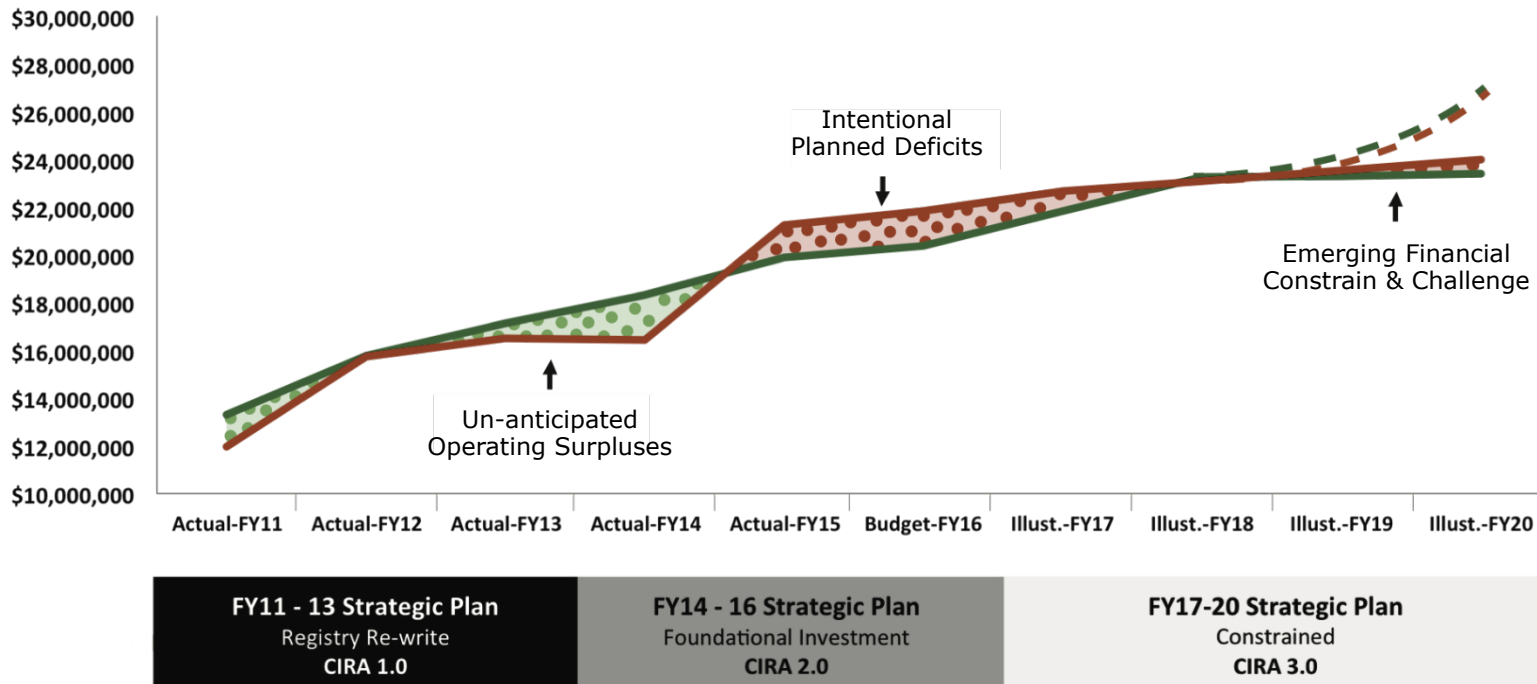 $30,000,000
$28,000,000
$26,000,000
$24,000,000
$22,000,000
$20,000,000
$18,000,000
$16,000,000
$14,000,000
$12,000,000
$10,000,000
Intentional
Planned Deficits
Emerging Financial
Constrain & Challenge
Un-anticipated
Operating Surpluses
Actual-FY11 Actual-FY12 Actual-FY13 Actual-FY14 Actual-FY15 Budget-FY16 Illust.-FY17 Illust.-FY18 Illust.-FY19 Illust.-FY20
FY11 - 13 Strategic Plan
Registry Re-write
CIRA 1.0
FY14 - 16 Strategic Plan
Foundational Investment
CIRA 2.0
FY17-20 Strategic Plan
Constrained
CIRA 3.0